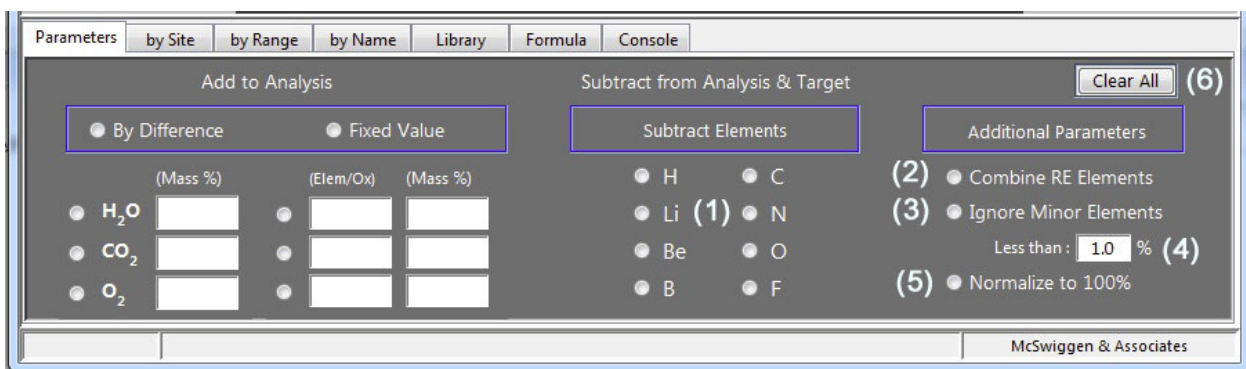 Parameters by Site by Range by Name Library Formula Console
Add to Analysis Subtract from Analysis & Target Clear All (6)
By Difference Fixed Value Subtract Elements Additional Parameters
(Mass %) (Elem/Ox) (Mass %) H C (2) Combine RE Elements
H2O Li (1) N (3) Ignore Minor Elements
CO2 Be O Less than : 1.0 % (4)
O2 B F (5) Normalize to 100%
McSwiggen & Associates